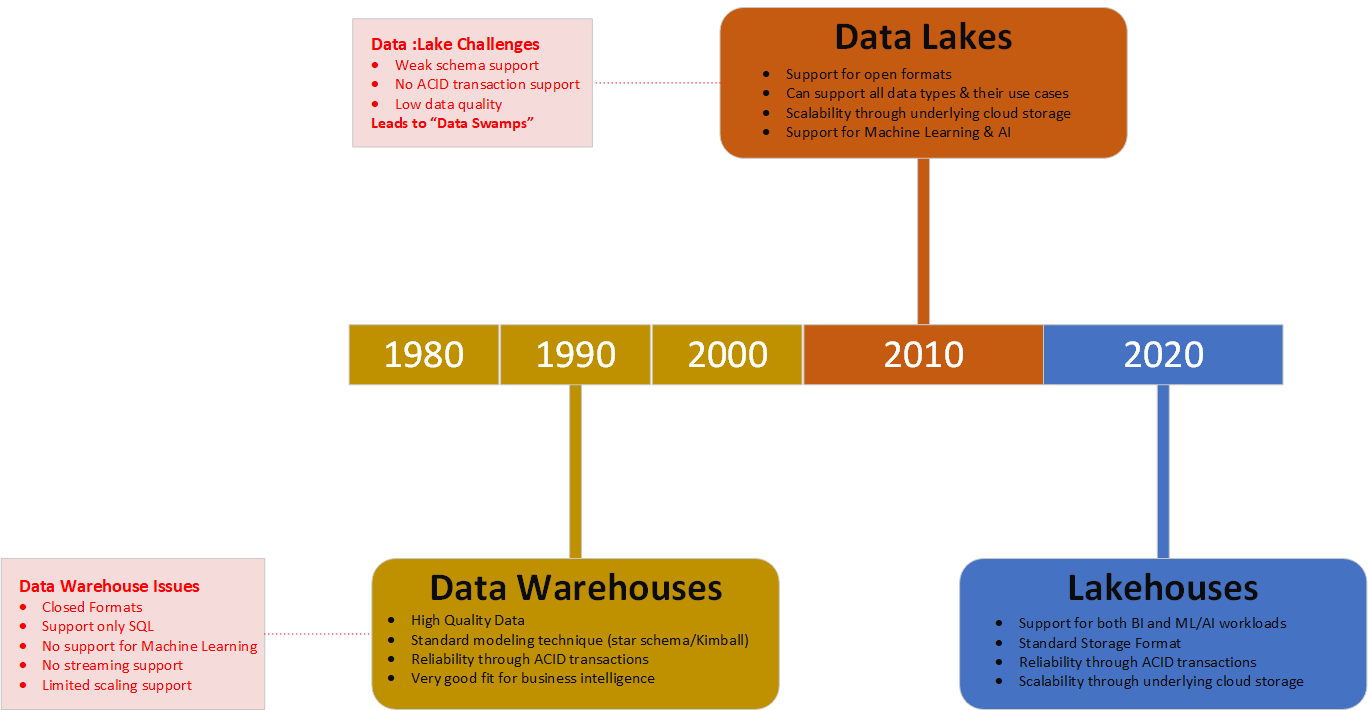 Data :Lake Challenges
• Weak schema support
• No ACID transaction support
• Low data quality
Leads to “Data Swamps”
Data Lakes
• Support for open formats
• Can support all data types & their use cases
• Scalability through underlying cloud storage
• Support for Machine Learning & AI
1980 1990 2000 2010 2020
Data Warehouse Issues
• Closed Formats
• Support only SQL
• No support for Machine Learning
• No streaming support
• Limited scaling support
Data Warehouses
• High Quality Data
• Standard modeling technique (star schema/Kimball)
• Reliability through ACID transactions
• Very good fit for business intelligence
Lakehouses
• Support for both BI and ML/AI workloads
• Standard Storage Format
• Reliability through ACID transactions
• Scalability through underlying cloud storage